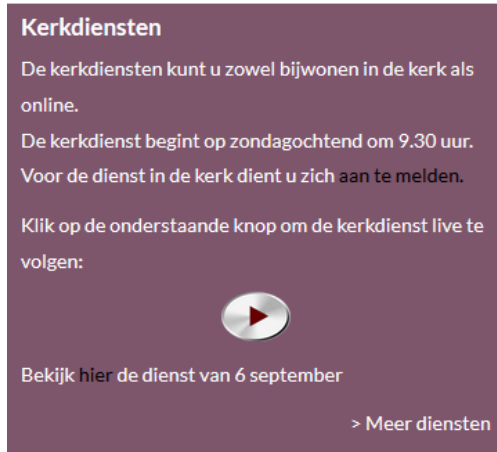 Kerkdiensten
De kerkdiensten kunt u zowel bijwonen in de kerk als
online.
De kerkdienst begint op zondagochtend om 9.30 uur.
Voor de dienst in de kerk dient u zich aan te melden.
Klik op de onderstaande knop om de kerkdienst live te
volgen:
Bekijk hier de dienst van 6 september
> Meer diensten